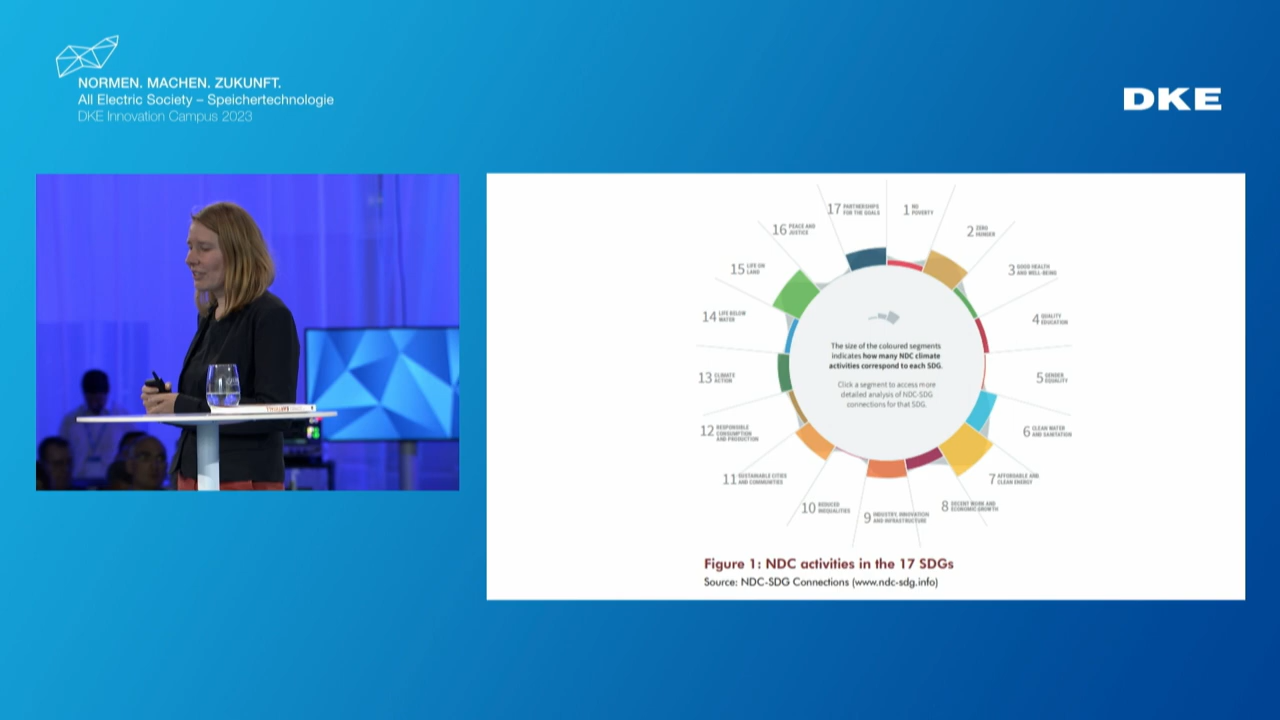 NORMEN. MACHEN. ZUKUNFT.
All Electric Society – Speichertechnologie
DKE Innovation Campus 2023
DKE
17 PARTNERSHIPS
FOR THE GOALS
1 NO
POVERTY
16 PEACE AND
JUSTICE
2 ZERO
HUNGER
15 LIFE ON
LAND
3 GOOD HEALTH
AND WELL-BEING
14 LIFE BELOW
WATER
4 QUALITY
EDUCATION
The size of the coloured segments
indicates how many NDC climate
activities correspond to each SDG.
Click a segment to access more
detailed analysis of NDC-SDG
connections for that SDG.
13 CLIMATE
ACTION
5 GENDER
EQUALITY
12 RESPONSIBLE
CONSUMPTION
AND PRODUCTION
6 CLEAN WATER
AND SANITATION
11 SUSTAINABLE CITIES
AND COMMUNITIES
7 AFFORDABLE AND
CLEAN ENERGY
10 REDUCED
INEQUALITIES
8 DECENT WORK AND
ECONOMIC GROWTH
9 INDUSTRY, INNOVATION
AND INFRASTRUCTURE
Figure 1: NDC activities in the 17 SDGs
Source: NDC-SDG Connections (www.ndc-sdg.info)